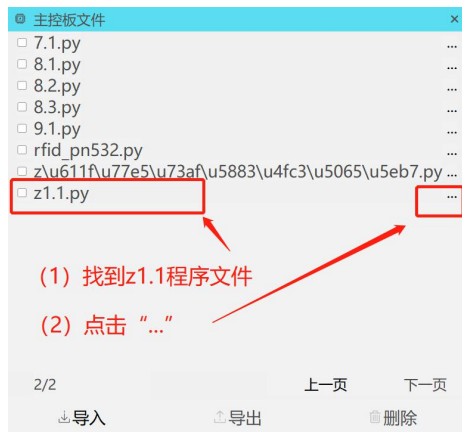 主控板文件 ×
7.1.py ...
8.1.py ...
8.2.py ...
8.3.py ...
9.1.py ...
rfid_pn532.py ...
z\u611f\u77e5\u73af\u5883\u4fc3\u5065\u5eb7.py ...
z1.1.py ...
(1）找到z1.1程序文件
(2）点击“...”
2/2 上一页 下一页
导入 导出 删除